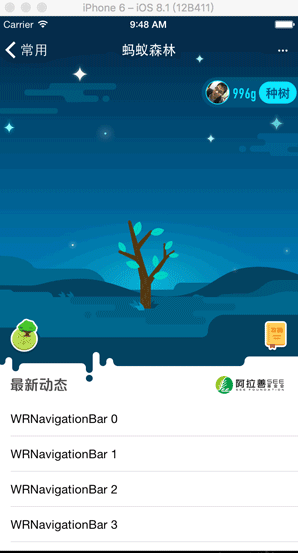 iPhone 6 – iOS 8.1 (12B411)
Carrier 9:48 AM
常用 蚂蚁森林 ...
996g 种树
最新动态 阿拉善SEE
WRNavigationBar 0
WRNavigationBar 1
WRNavigationBar 2
WRNavigationBar 3